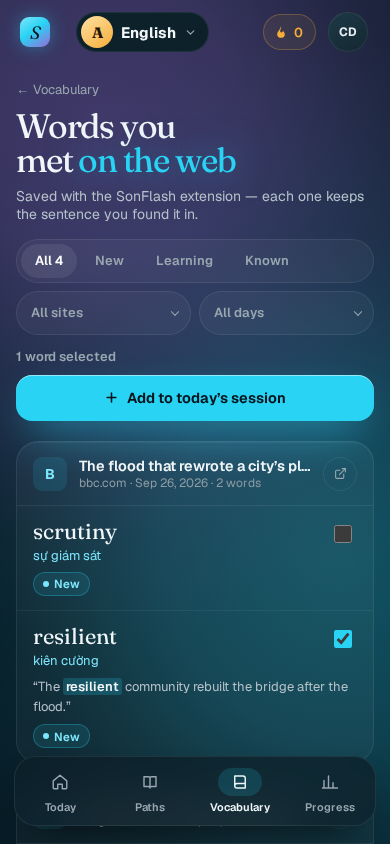 S
A English
0
CD
← Vocabulary
Words you
met on the web
Saved with the SonFlash extension — each one keeps
the sentence you found it in.
All 4 New Learning Known
All sites
All days
1 word selected
+ Add to today's session
B
The flood that rewrote a city's pl...
bbc.com · Sep 26, 2026 · 2 words
scrutiny
sự giám sát
New
resilient
kiên cường
“The resilient community rebuilt the bridge after the
flood.”
New
Today Paths Vocabulary Progress